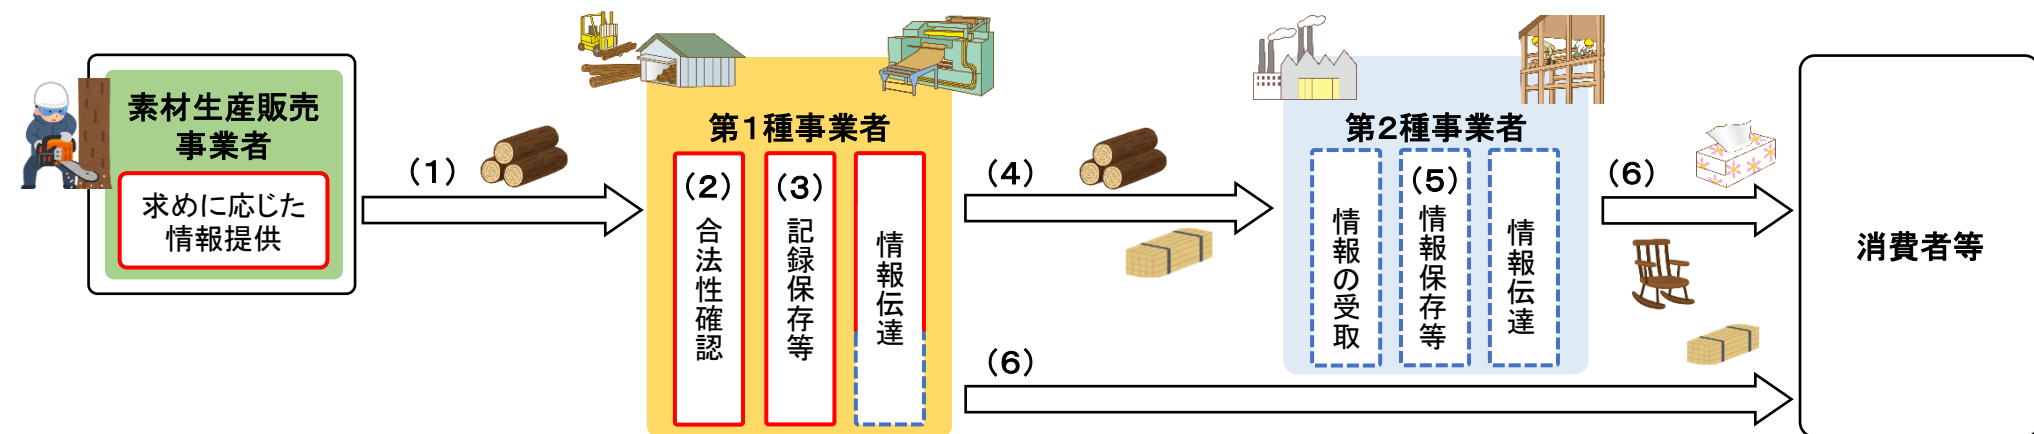 素材生産販売
事業者
求めに応じた
情報提供
（1）
第1種事業者
（2）
合法性確認
（3）
記録保存等
情報伝達
（4）
（6）
第2種事業者
情報の受取
（5）
情報保存等
情報伝達
（6）
消費者等